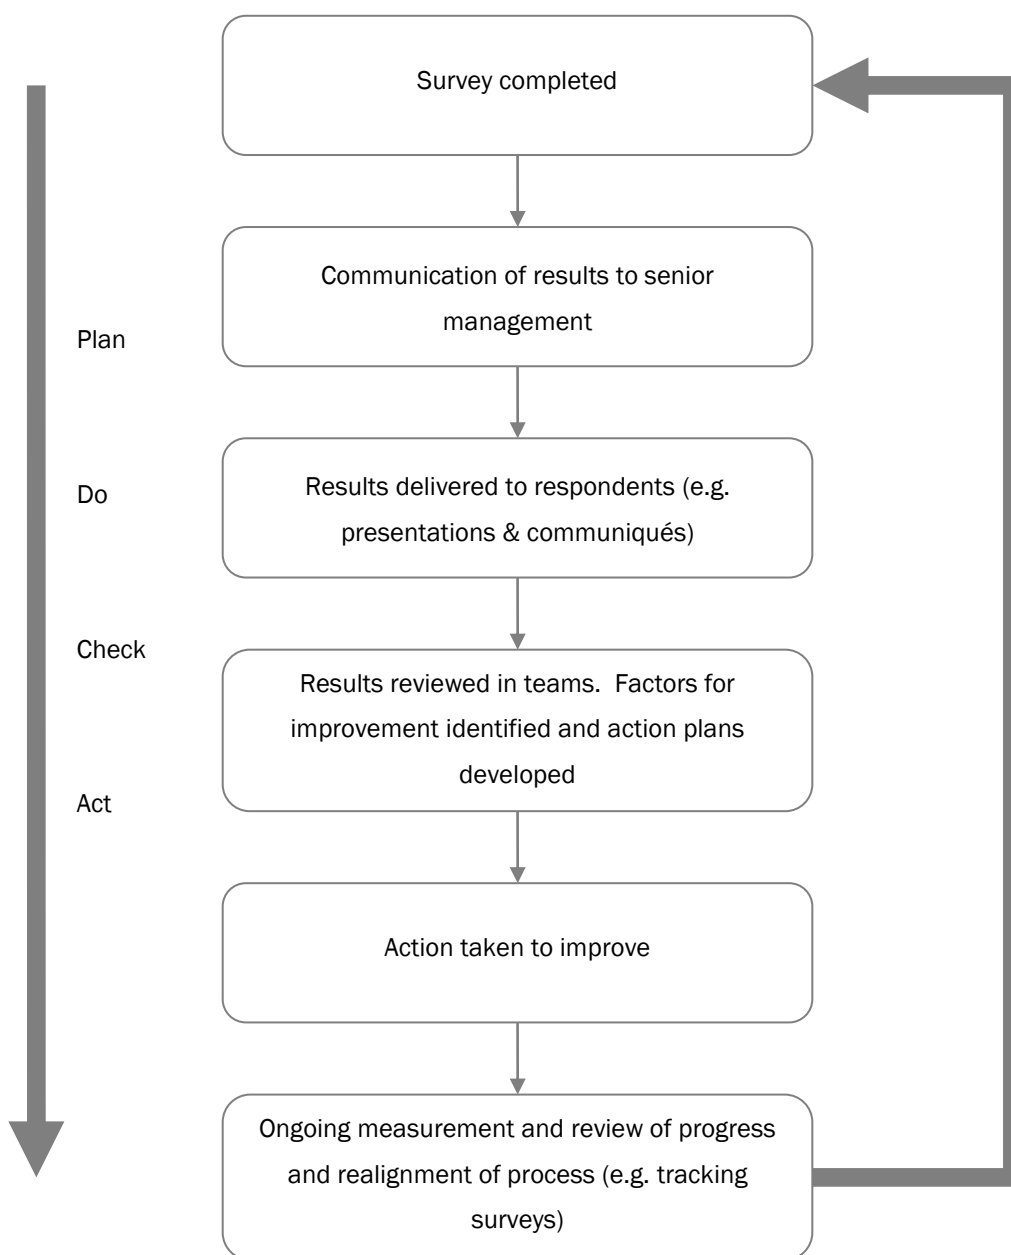 Survey completed
Communication of results to senior
management
Plan
Results delivered to respondents (e.g.
presentations & communiqués)
Do
Check
Results reviewed in teams.  Factors for
improvement identified and action plans
developed
Act
Action taken to improve
Ongoing measurement and review of progress
and realignment of process (e.g. tracking
surveys)